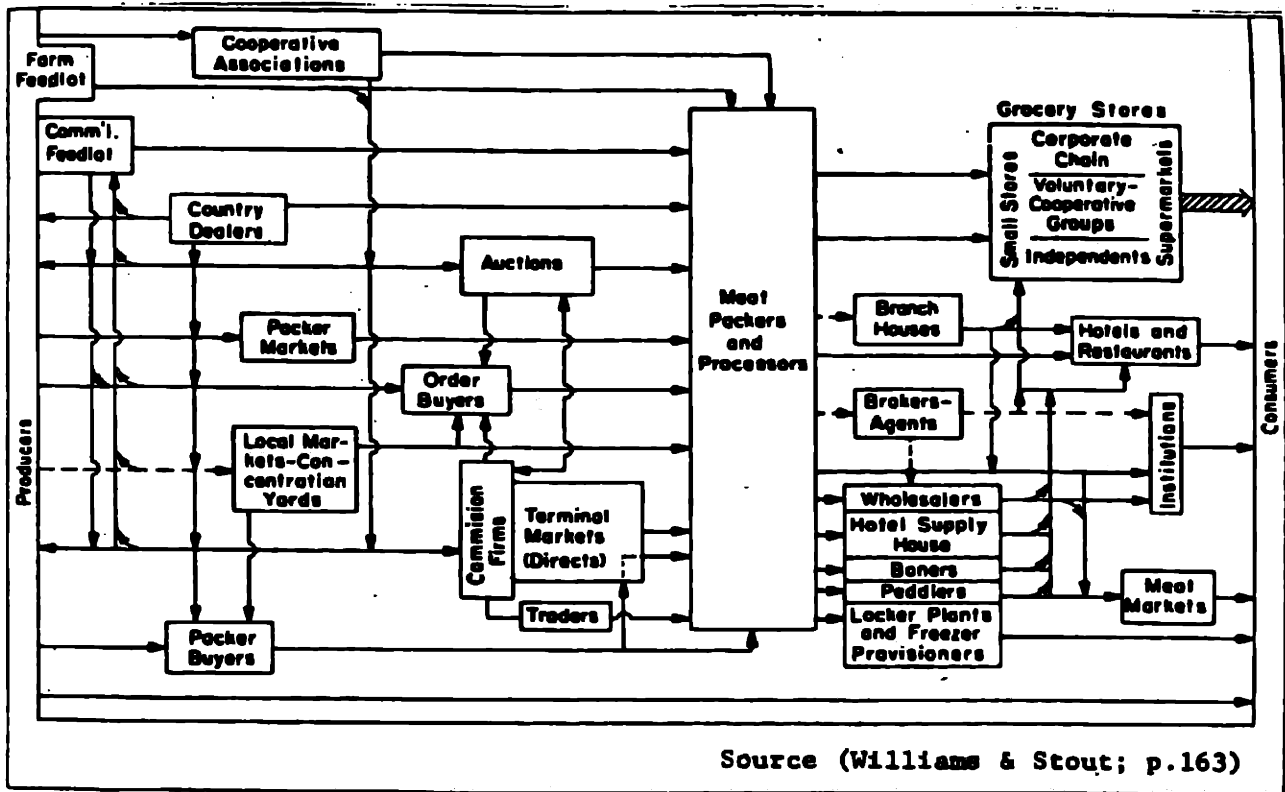 Producers
Farm
Feedlot
Comm'l.
Feedlot
Cooperative
Associations
Country
Dealers
Packer
Markets
Local Mar-
kets-Con-
centration
Yards
Packer
Buyers
Auctions
Order
Buyers
Commision
Firms
Terminal
Markets
(Directs)
Traders
Meat
Packers
and
Processors
Grocery Stores
Small Stores
Corporate
Chain
Voluntary-
Cooperative
Groups
Independents
Supermarkets
Branch
Houses
Hotels and
Restaurants
Brokers-
Agents
Institutions
Wholesalers
Hotel Supply
House
Boners
Peddlers
Locker Plants
and Freezer
Provisioners
Meat
Markets
Consumers
Source (Williams & Stout; p.163)